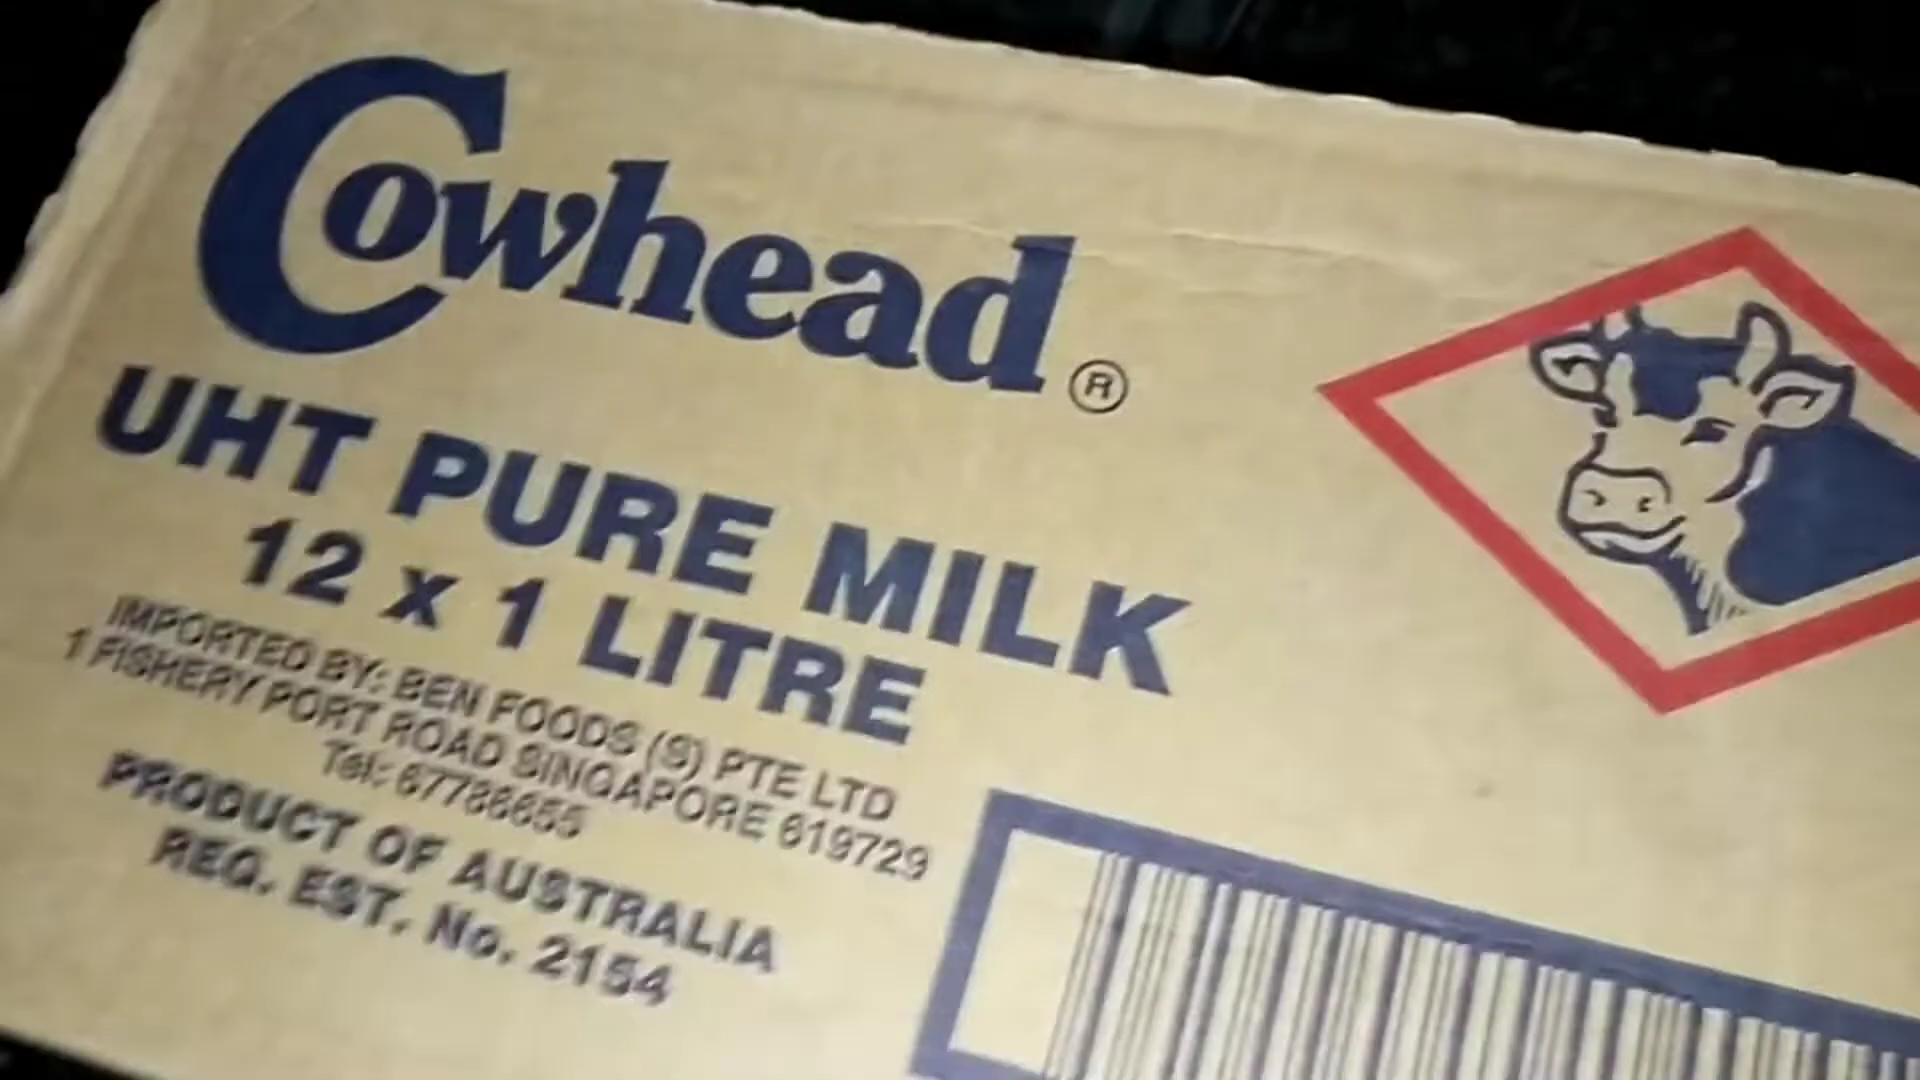 Cowhead®
UHT PURE MILK
12 x 1 LITRE
IMPORTED BY: BEN FOODS (S) PTE LTD
1 FISHERY PORT ROAD SINGAPORE 619729
Tel: 67786655
PRODUCT OF AUSTRALIA
REG. EST. No. 2154